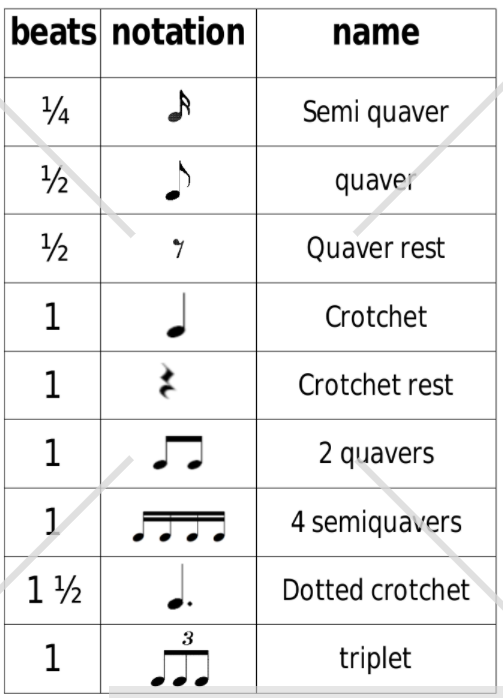 beats notation name
¼ Semi quaver
½ quaver
½ Quaver rest
1 Crotchet
1 Crotchet rest
1 2 quavers
1 4 semiquavers
1 ½ Dotted crotchet
1 3 triplet